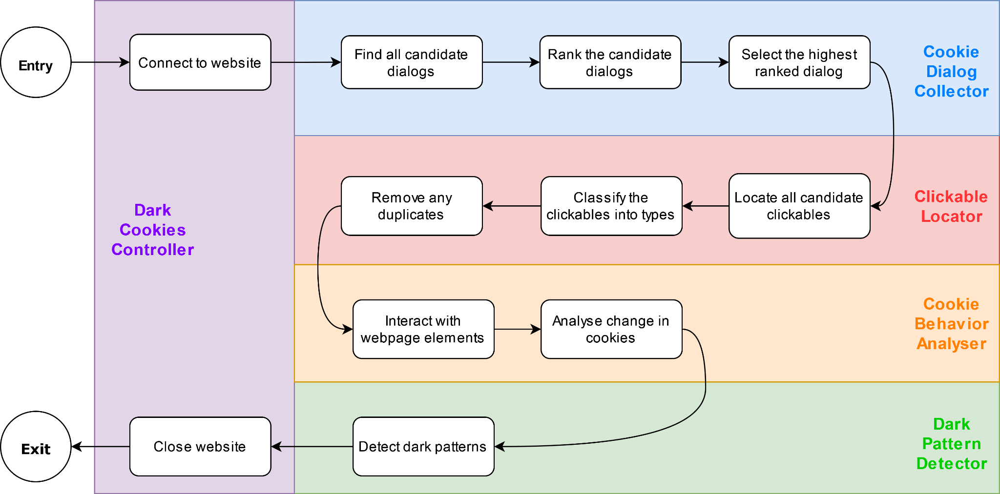 Entry
Connect to website
Find all candidate
dialogs
Rank the candidate
dialogs
Select the highest
ranked dialog
Cookie
Dialog
Collector
Remove any
duplicates
Classify the
clickables into types
Locate all candidate
clickables
Clickable
Locator
Dark
Cookies
Controller
Interact with
webpage elements
Analyse change in
cookies
Cookie
Behavior
Analyser
Exit
Close website
Detect dark patterns
Dark
Pattern
Detector